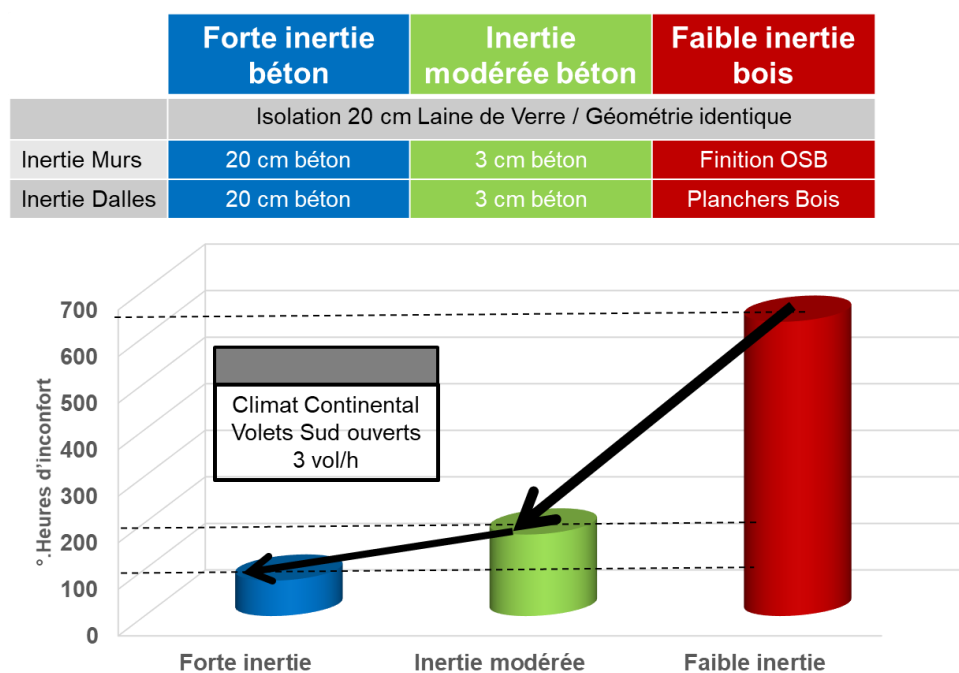 Forte inertie
béton
Inertie
modérée béton
Faible inertie
bois
Isolation 20 cm Laine de Verre / Géométrie identique
Inertie Murs 20 cm béton 3 cm béton Finition OSB
Inertie Dalles 20 cm béton 3 cm béton Planchers Bois
°.Heures d'inconfort
700
600
500
400
300
200
100
0
Climat Continental
Volets Sud ouverts
3 vol/h
Forte inertie Inertie modérée Faible inertie